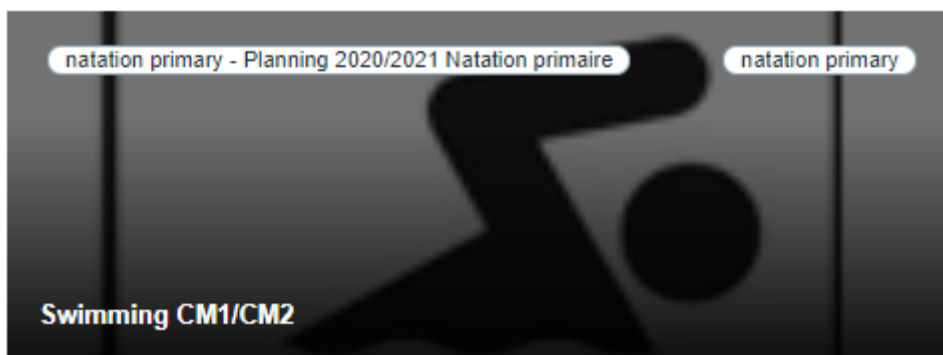 natation primary - Planning 2020/2021 Natation primaire
natation primary
Swimming CM1/CM2